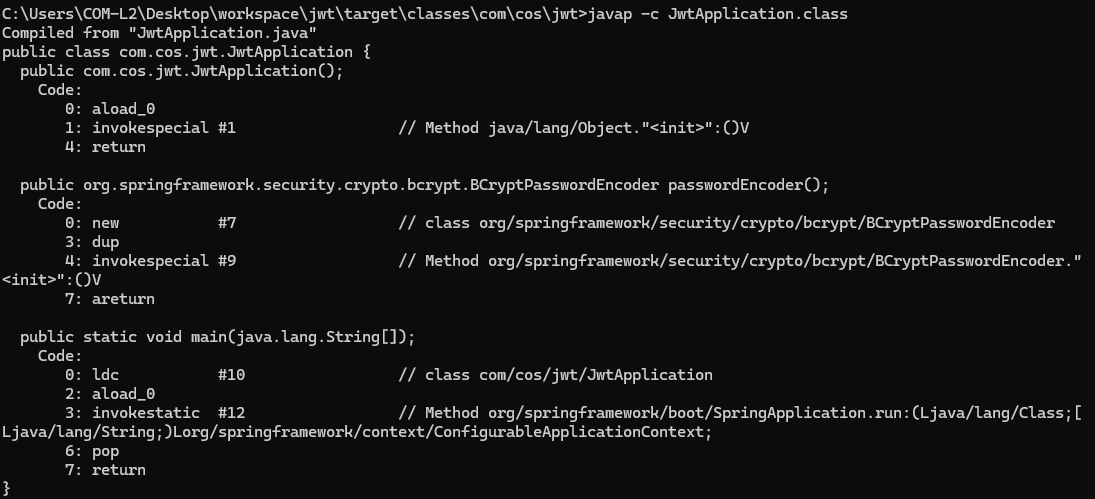 C:\Users\COM-L2\Desktop\workspace\jwt\target\classes\com\cos\jwt>javap -c JwtApplication.class
Compiled from "JwtApplication.java"
public class com.cos.jwt.JwtApplication {
  public com.cos.jwt.JwtApplication();
    Code:
       0: aload_0
       1: invokespecial #1                  // Method java/lang/Object."<init>":()V
       4: return

  public org.springframework.security.crypto.bcrypt.BCryptPasswordEncoder passwordEncoder();
    Code:
       0: new           #7                  // class org/springframework/security/crypto/bcrypt/BCryptPasswordEncoder
       3: dup
       4: invokespecial #9                  // Method org/springframework/security/crypto/bcrypt/BCryptPasswordEncoder."
<init>":()V
       7: areturn

  public static void main(java.lang.String[]);
    Code:
       0: ldc           #10                 // class com/cos/jwt/JwtApplication
       2: aload_0
       3: invokestatic  #12                 // Method org/springframework/boot/SpringApplication.run:(Ljava/lang/Class;[
Ljava/lang/String;)Lorg/springframework/context/ConfigurableApplicationContext;
       6: pop
       7: return
}